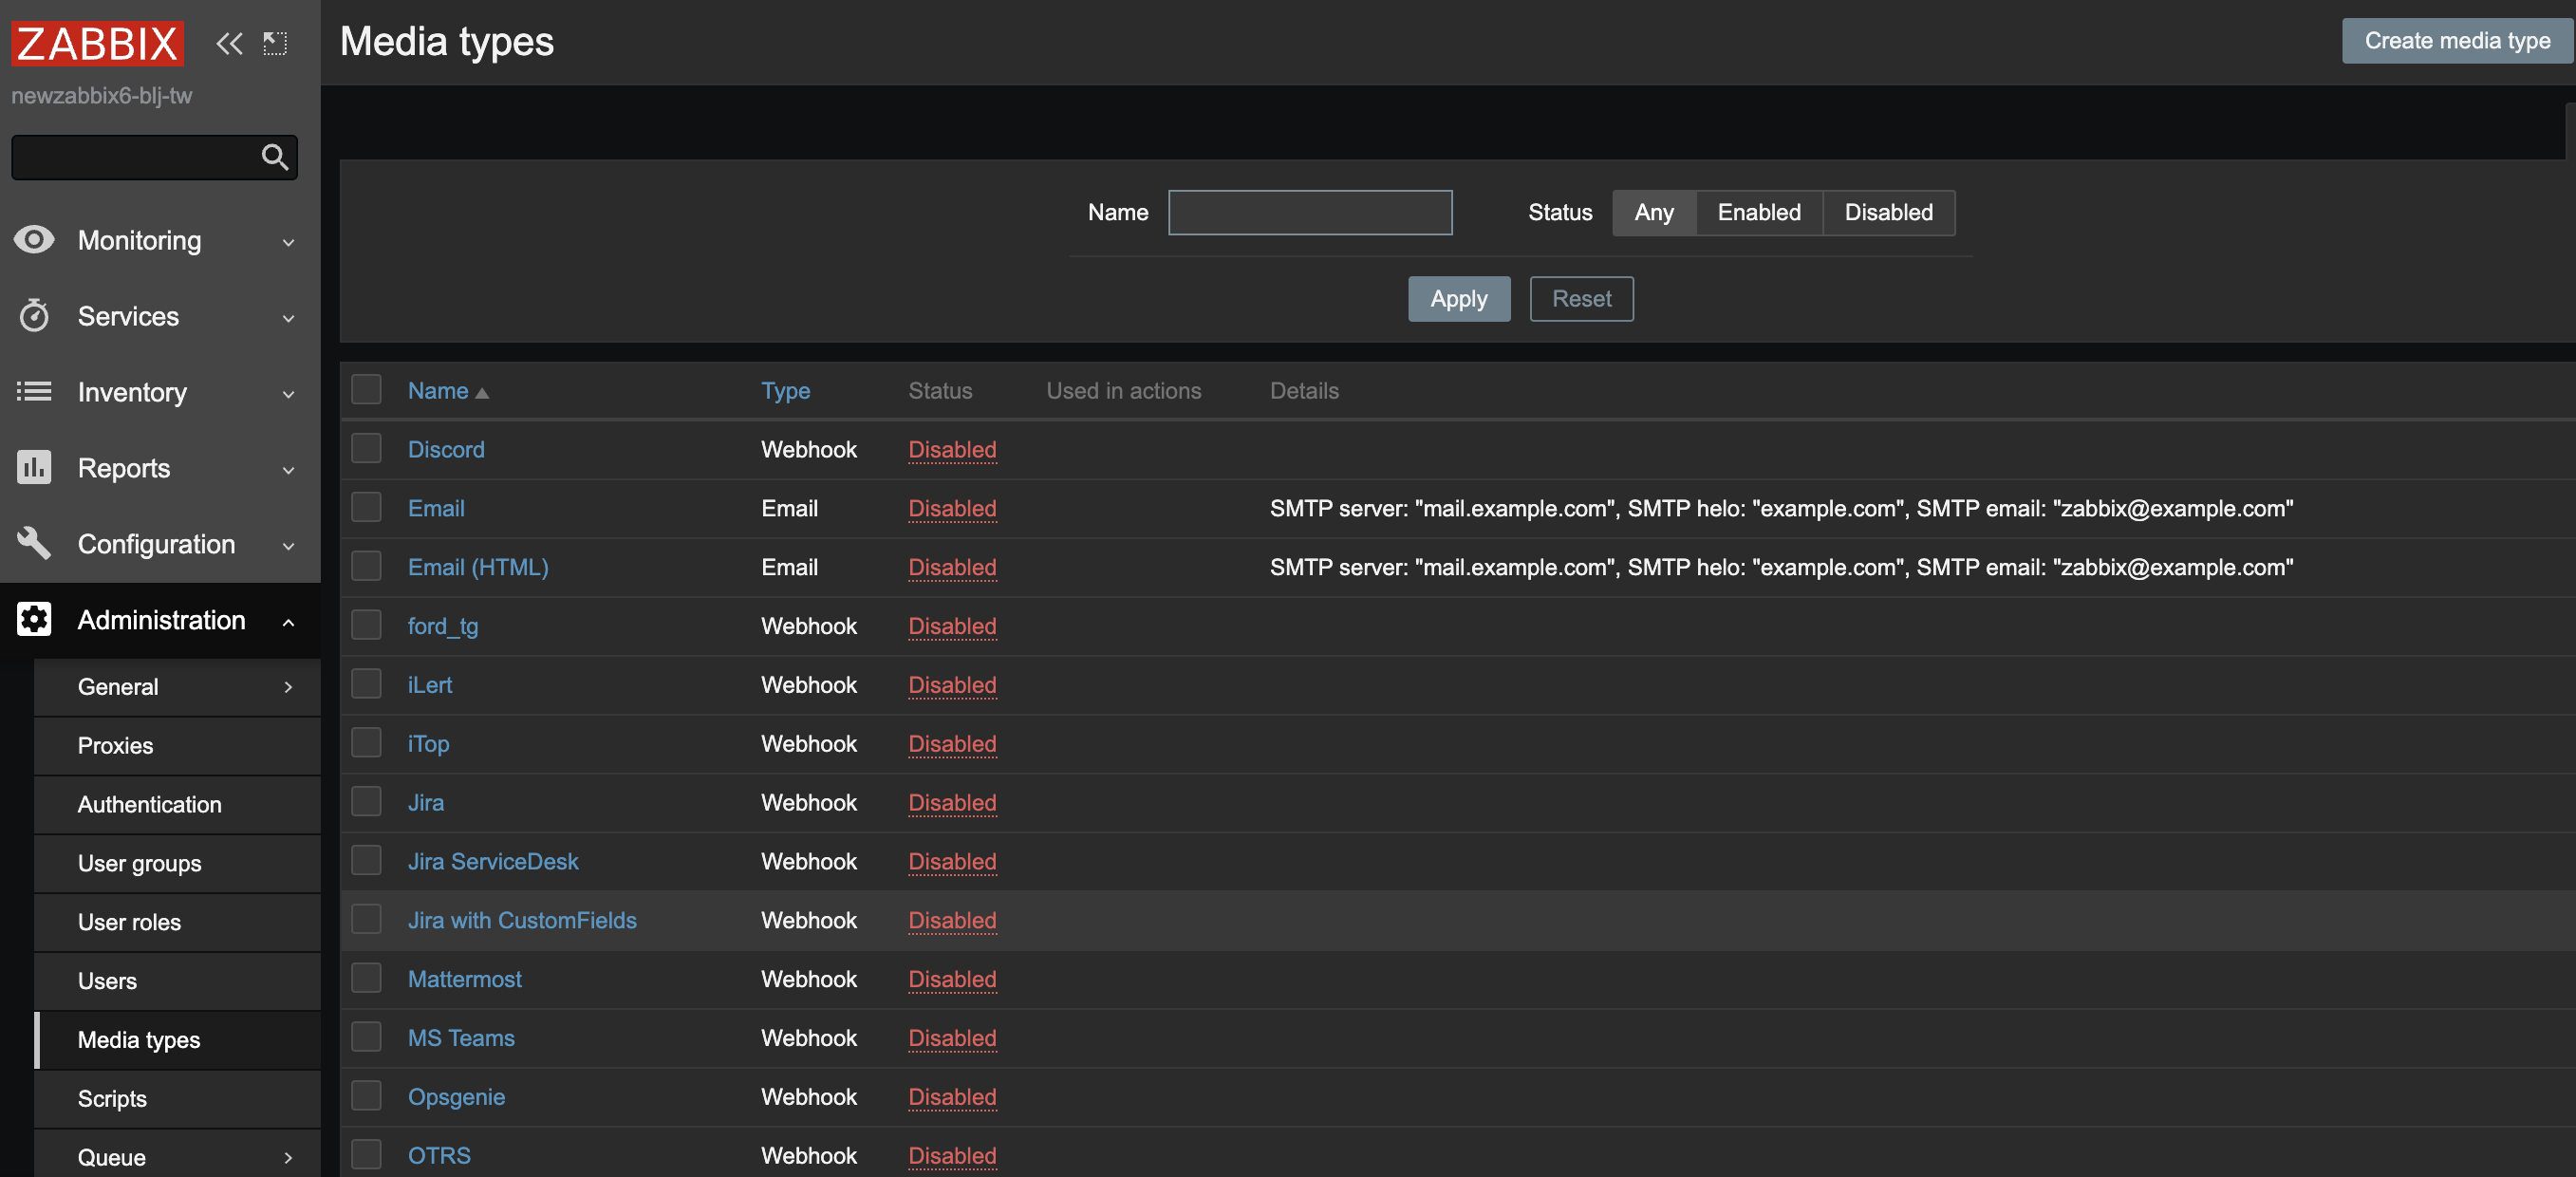 ZABBIX
newzabbix6-blj-tw
Monitoring
Services
Inventory
Reports
Configuration
Administration
General
Proxies
Authentication
User groups
User roles
Users
Media types
Scripts
Queue
Media types
Create media type
Name
Status Any Enabled Disabled
Apply Reset
Name Type Status Used in actions Details
Discord Webhook Disabled
Email Email Disabled SMTP server: "mail.example.com", SMTP helo: "example.com", SMTP email: "zabbix@example.com"
Email (HTML) Email Disabled SMTP server: "mail.example.com", SMTP helo: "example.com", SMTP email: "zabbix@example.com"
ford_tg Webhook Disabled
iLert Webhook Disabled
iTop Webhook Disabled
Jira Webhook Disabled
Jira ServiceDesk Webhook Disabled
Jira with CustomFields Webhook Disabled
Mattermost Webhook Disabled
MS Teams Webhook Disabled
Opsgenie Webhook Disabled
OTRS Webhook Disabled